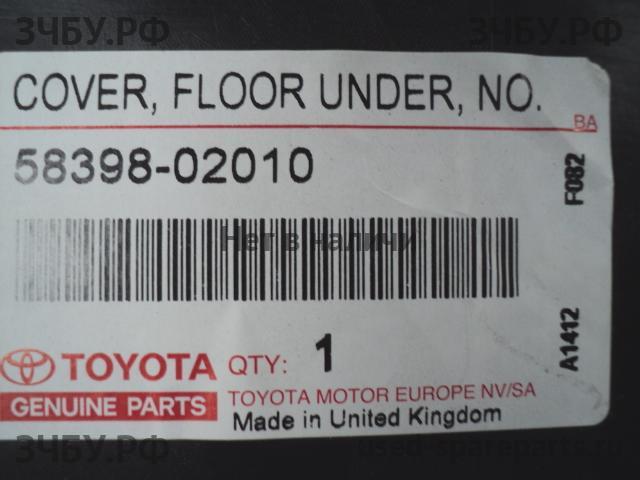 ЗЧБУ.РФ
ЗЧБУ.РФ
COVER, FLOOR UNDER, NO.
BA
58398-02010
F082
Нет в наличи
A1412
TOYOTA
QTY: 1
GENUINE PARTS
TOYOTA MOTOR EUROPE NV/SA
Made in United Kingdom
ЗЧБУ.РФ
used-spareparts.ru